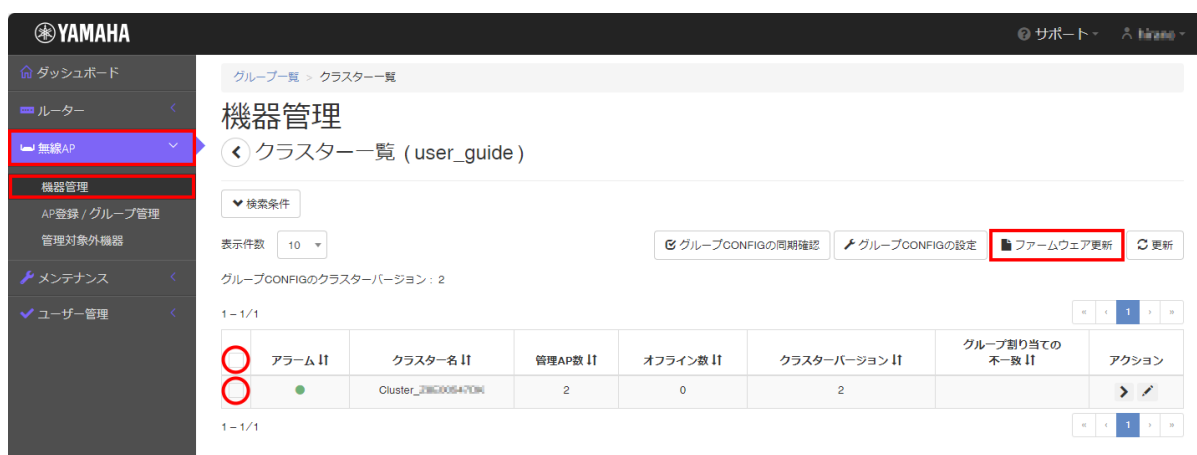 YAMAHA
サポート
ダッシュボード
ルーター
無線AP
機器管理
AP登録 / グループ管理
管理対象外機器
メンテナンス
ユーザー管理
グループ一覧 > クラスター一覧
機器管理
クラスター一覧 ( user_guide )
検索条件
表示件数 10 グループCONFIGの同期確認 グループCONFIGの設定 ファームウェア更新 更新
グループCONFIGのクラスターバージョン : 2
1 – 1/1 « ‹ 1 › »
アラーム クラスター名 管理AP数 オフライン数 クラスターバージョン グループ割り当ての
不一致 アクション
Cluster_ 2 0 2
1 – 1/1 « ‹ 1 › »